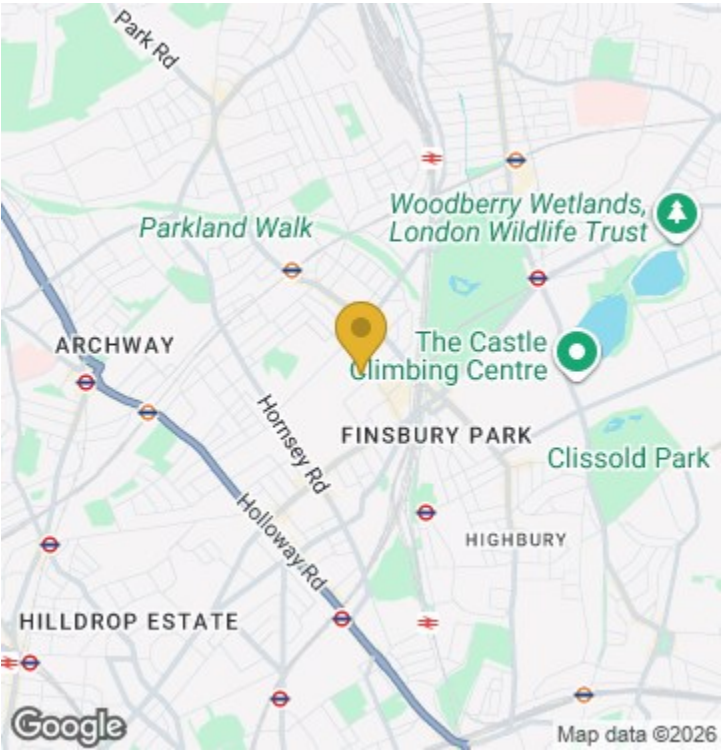 Park Rd
Woodberry Wetlands,
London Wildlife Trust
Parkland Walk
ARCHWAY
The Castle
Climbing Centre
Hornsey Rd
FINSBURY PARK
Clissold Park
Holloway Rd
HIGHBURY
HILLDROP ESTATE
Google
Map data ©2026